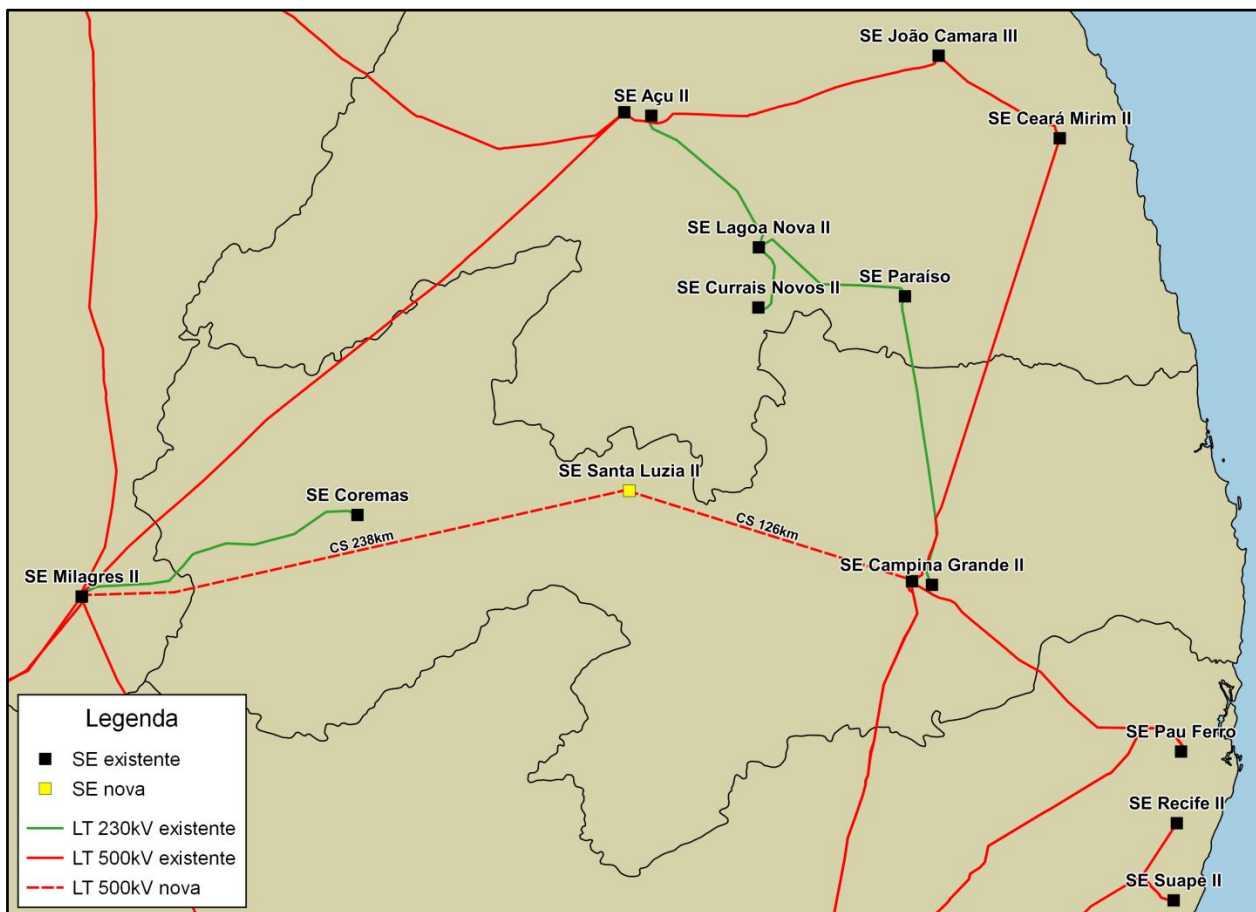 SE João Camara III
SE Açu II
SE Ceará Mirim II
SE Lagoa Nova II
SE Paraíso
SE Currais Novos II
SE Santa Luzia II
SE Coremas
CS 238km
CS 126km
SE Milagres II
SE Campina Grande II
SE Pau Ferro
SE Recife II
SE Suape II
Legenda
SE existente
SE nova
LT 230kV existente
LT 500kV existente
LT 500kV nova